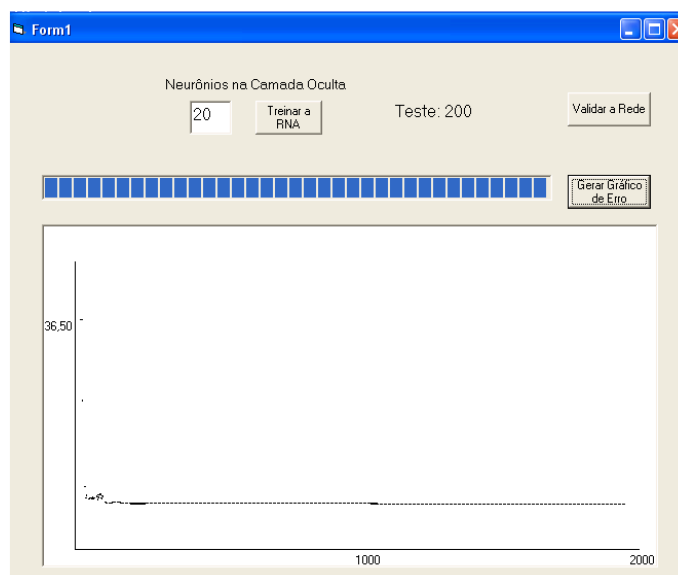 Form1
Neurônios na Camada Oculta
20
Treinar a
RNA
Teste: 200
Validar a Rede
Gerar Gráfico
de Erro
36,50
1000
2000